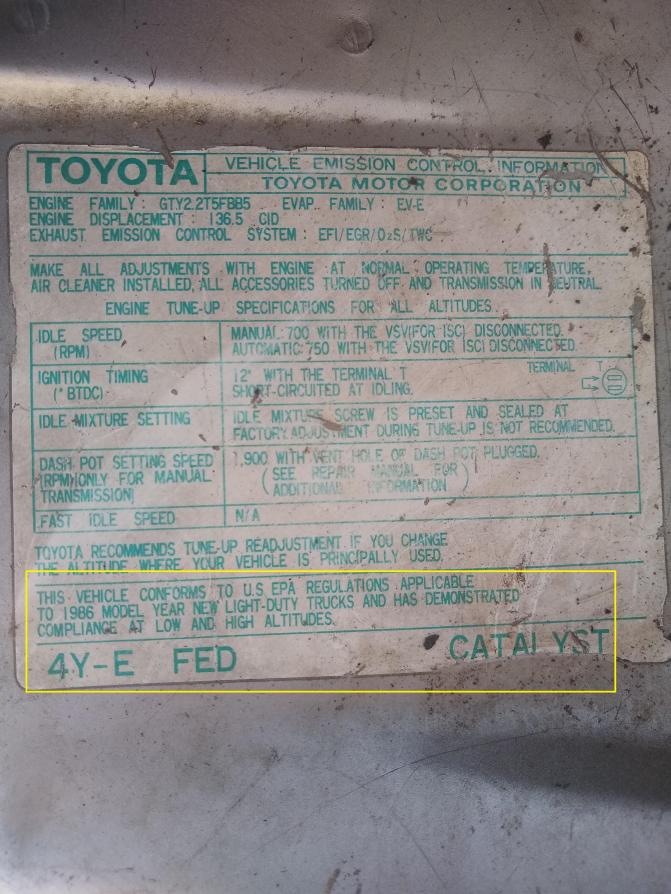 TOYOTA
VEHICLE EMISSION CONTROL INFORMATION
TOYOTA MOTOR CORPORATION
ENGINE FAMILY : GTY2.2T5FBB5 EVAP. FAMILY : EV-E
ENGINE DISPLACEMENT : 136.5 CID
EXHAUST EMISSION CONTROL SYSTEM : EFI/EGR/O2S/TWC
MAKE ALL ADJUSTMENTS WITH ENGINE AT NORMAL OPERATING TEMPERATURE,
AIR CLEANER INSTALLED, ALL ACCESSORIES TURNED OFF AND TRANSMISSION IN NEUTRAL.
ENGINE TUNE-UP SPECIFICATIONS FOR ALL ALTITUDES.
IDLE SPEED
(RPM)
MANUAL 700 WITH THE VSV(FOR ISC) DISCONNECTED.
AUTOMATIC 750 WITH THE VSV(FOR ISC) DISCONNECTED.
IGNITION TIMING
(° BTDC)
12° WITH THE TERMINAL T
SHORT-CIRCUITED AT IDLING.
TERMINAL T
IDLE MIXTURE SETTING
IDLE MIXTURE SCREW IS PRESET AND SEALED AT
FACTORY.ADJUSTMENT DURING TUNE-UP IS NOT RECOMMENDED.
DASH POT SETTING SPEED
(RPM)(ONLY FOR MANUAL
TRANSMISSION)
1,900 WITH VENT HOLE OF DASH POT PLUGGED.
(SEE REPAIR MANUAL FOR
ADDITIONAL INFORMATION)
FAST IDLE SPEED
N/A
TOYOTA RECOMMENDS TUNE-UP READJUSTMENT IF YOU CHANGE
THE ALTITUDE WHERE YOUR VEHICLE IS PRINCIPALLY USED.
THIS VEHICLE CONFORMS TO U.S. EPA REGULATIONS APPLICABLE
TO 1986 MODEL YEAR NEW LIGHT-DUTY TRUCKS AND HAS DEMONSTRATED
COMPLIANCE AT LOW AND HIGH ALTITUDES.
4Y-E FED
CATALYST